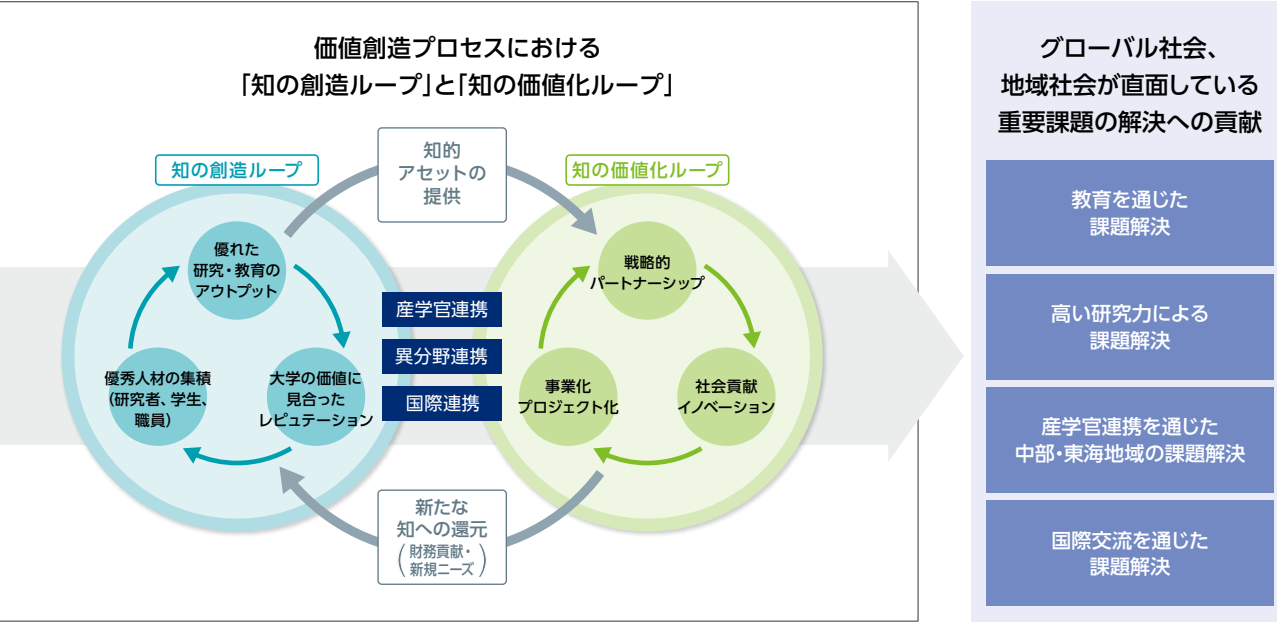 価値創造プロセスにおける
「知の創造ループ」と「知の価値化ループ」
知の創造ループ
知的
アセットの
提供
知の価値化ループ
優れた
研究・教育の
アウトプット
大学の価値に
見合った
レピュテーション
優秀人材の集積
(研究者、学生、
職員)
産学官連携
異分野連携
国際連携
戦略的
パートナーシップ
社会貢献
イノベーション
事業化
プロジェクト化
新たな
知への還元
(財務貢献・
新規ニーズ)
グローバル社会、
地域社会が直面している
重要課題の解決への貢献
教育を通じた
課題解決
高い研究力による
課題解決
産学官連携を通じた
中部・東海地域の課題解決
国際交流を通じた
課題解決